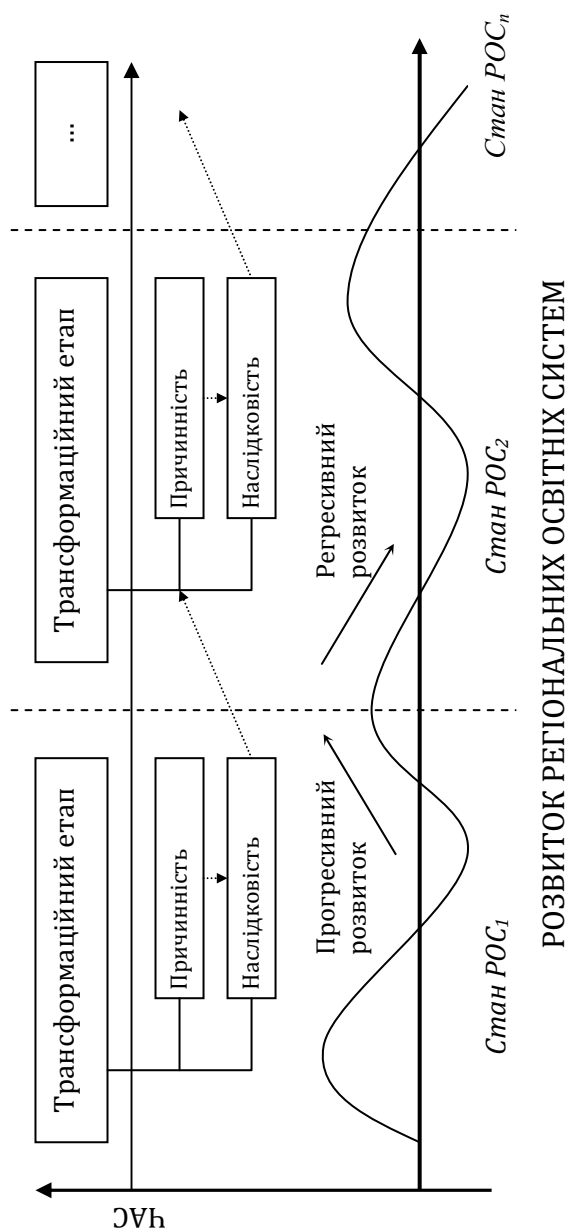 Трансформаційний етап
Трансформаційний етап
...
ЧАС
Причинність
Наслідковість
Причинність
Наслідковість
Прогресивний
розвиток
Регресивний
розвиток
Стан РОС₁
Стан РОС₂
Стан РОСₙ
РОЗВИТОК РЕГІОНАЛЬНИХ ОСВІТНІХ СИСТЕМ